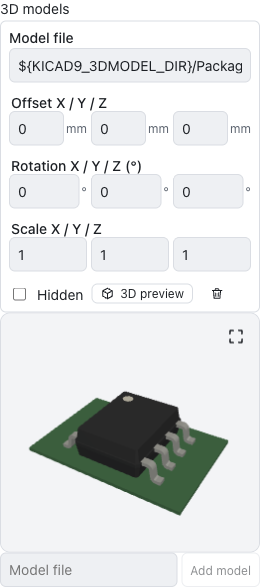 3D models
Model file
${KICAD9_3DMODEL_DIR}/Packag
Offset X / Y / Z
0 mm 0 mm 0 mm
Rotation X / Y / Z (°)
0 ° 0 ° 0 °
Scale X / Y / Z
1 1 1
Hidden 3D preview
Model file Add model